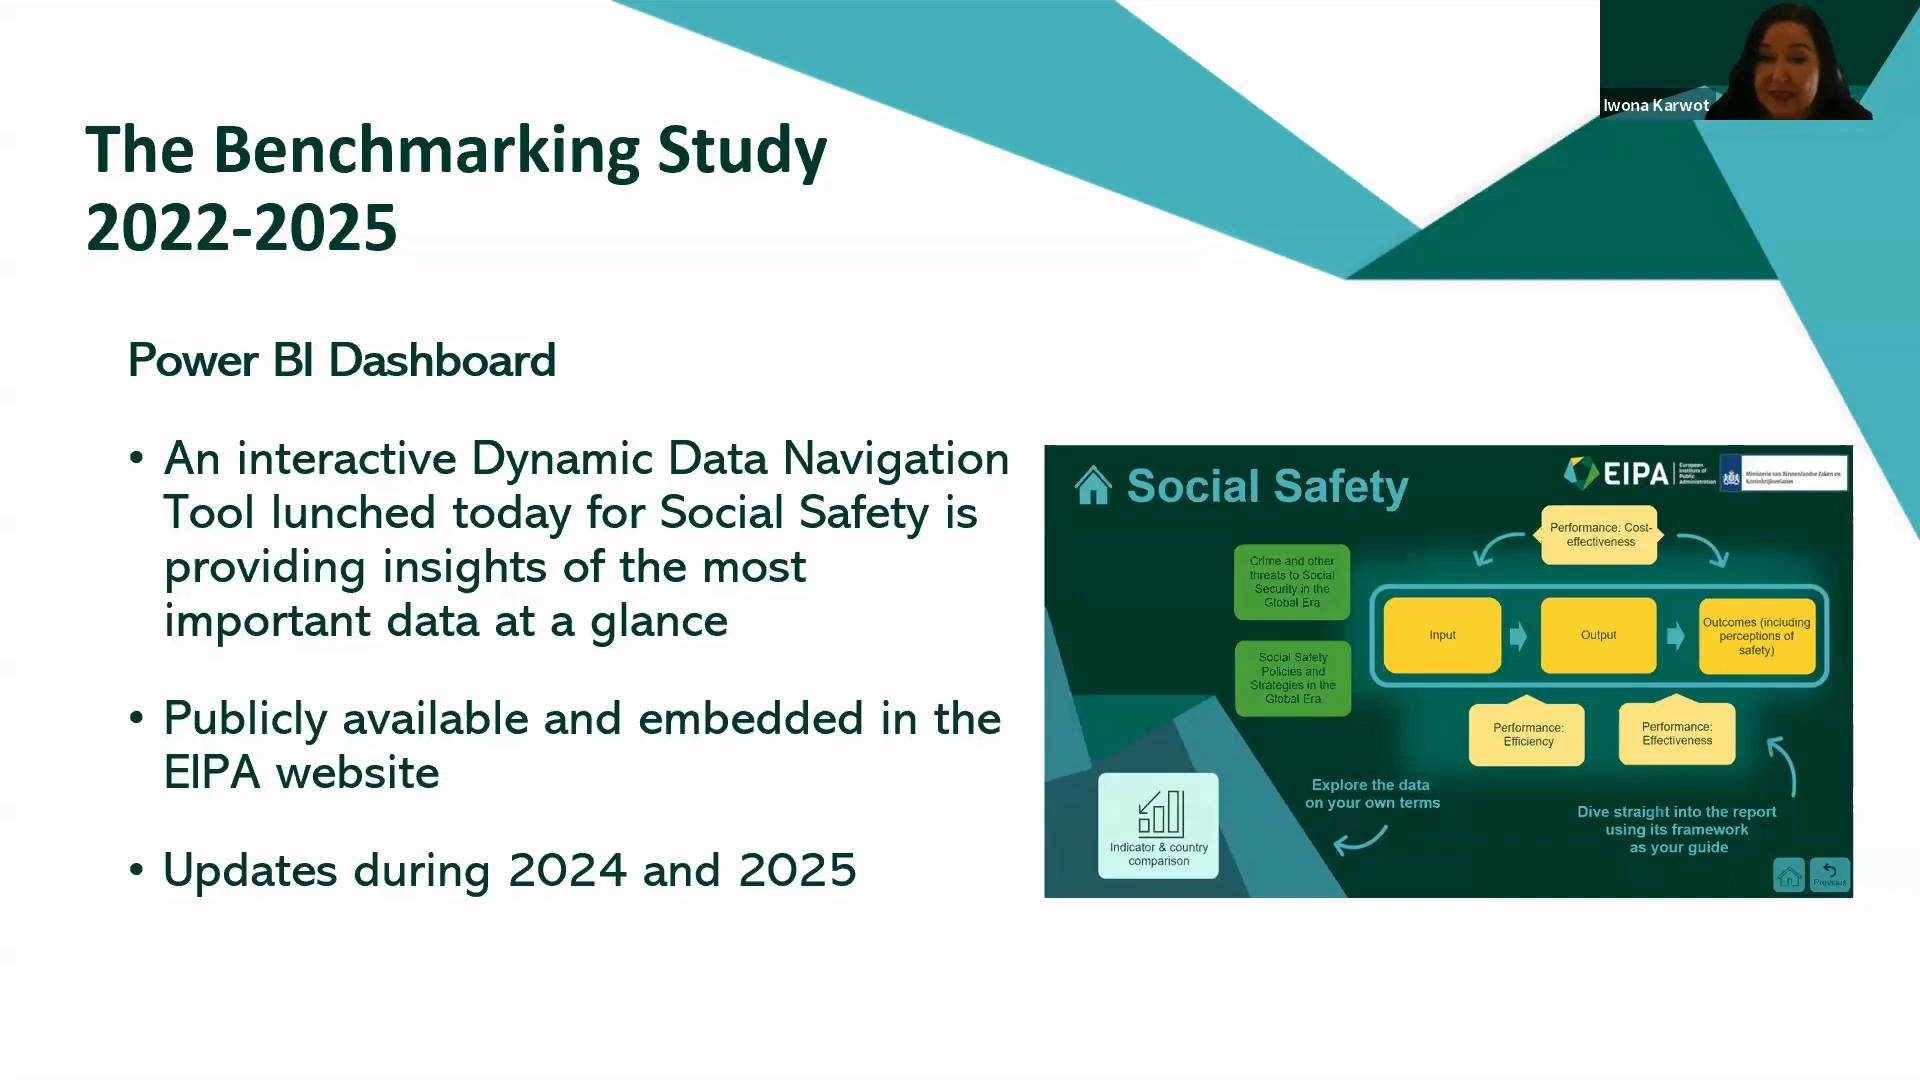 Iwona Karwot
The Benchmarking Study
2022-2025
Power BI Dashboard
• An interactive Dynamic Data Navigation
Tool lunched today for Social Safety is
providing insights of the most
important data at a glance
• Publicly available and embedded in the
EIPA website
• Updates during 2024 and 2025
Social Safety
EIPA
European
Institute of
Public
Administration
Ministerie van Binnenlandse Zaken en
Koninkrijksrelaties
Performance: Cost-
effectiveness
Crime and other
threats to Social
Security in the
Global Era
Social Safety
Policies and
Strategies in the
Global Era
Input
Output
Outcomes (including
perceptions of
safety)
Performance:
Efficiency
Performance:
Effectiveness
Explore the data
on your own terms
Dive straight into the report
using its framework
as your guide
Indicator & country
comparison
Previous